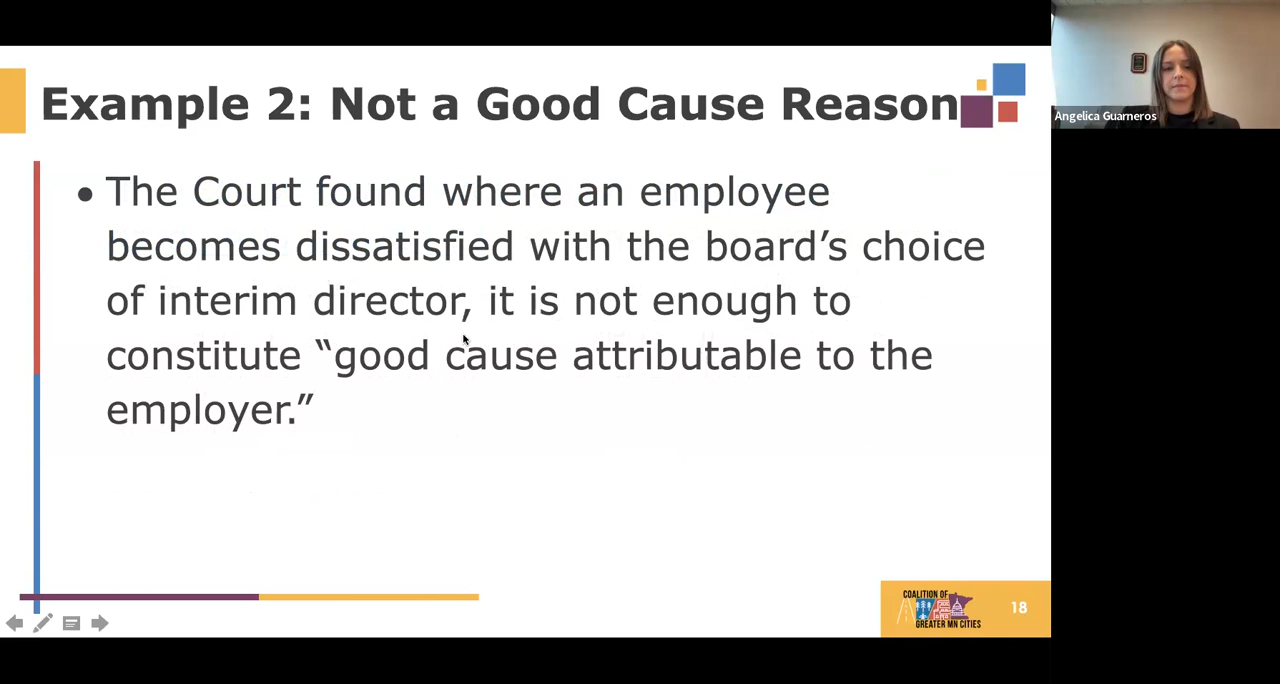 Example 2: Not a Good Cause Reason
• The Court found where an employee
becomes dissatisfied with the board’s choice
of interim director, it is not enough to
constitute “good cause attributable to the
employer.”
COALITION OF
GREATER MN CITIES
18
Angelica Guarneros